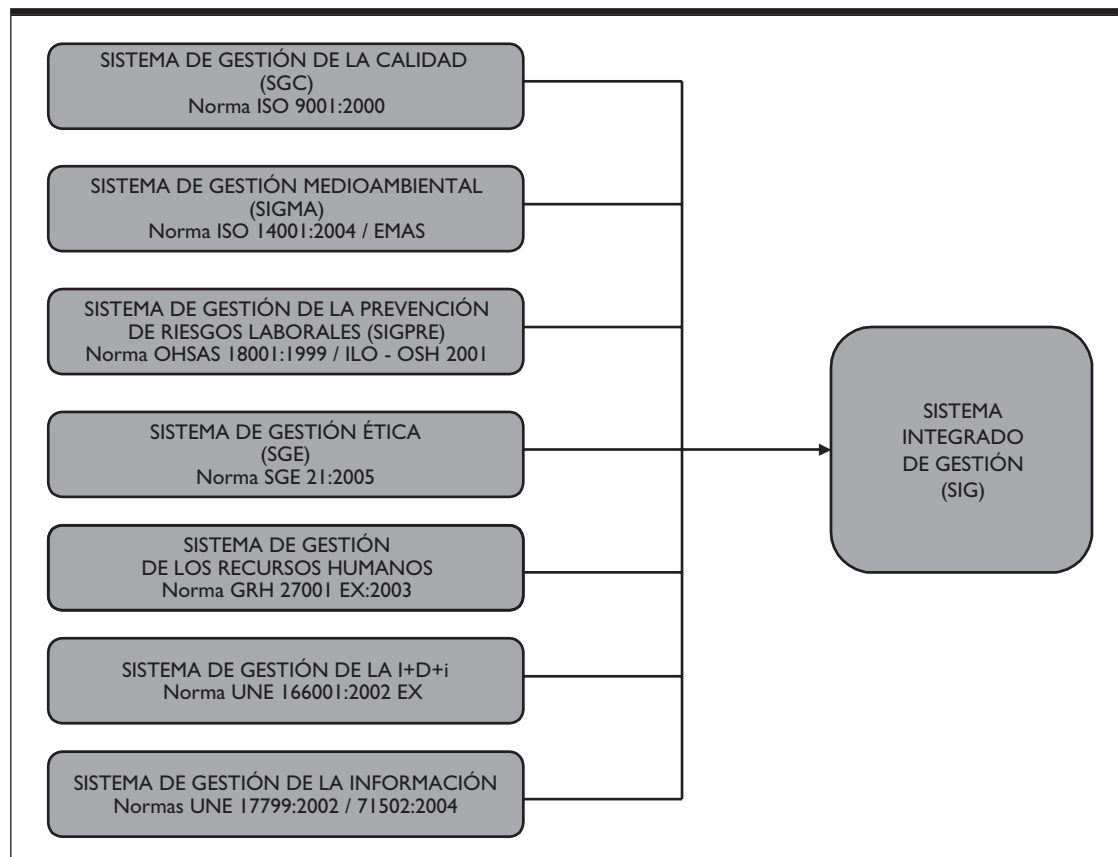 SISTEMA DE GESTIÓN DE LA CALIDAD
(SGC)
Norma ISO 9001:2000
SISTEMA DE GESTIÓN MEDIOAMBIENTAL
(SIGMA)
Norma ISO 14001:2004 / EMAS
SISTEMA DE GESTIÓN DE LA PREVENCIÓN
DE RIESGOS LABORALES (SIGPRE)
Norma OHSAS 18001:1999 / ILO - OSH 2001
SISTEMA DE GESTIÓN ÉTICA
(SGE)
Norma SGE 21:2005
SISTEMA DE GESTIÓN
DE LOS RECURSOS HUMANOS
Norma GRH 27001 EX:2003
SISTEMA DE GESTIÓN DE LA I+D+i
Norma UNE 166001:2002 EX
SISTEMA DE GESTIÓN DE LA INFORMACIÓN
Normas UNE 17799:2002 / 71502:2004
SISTEMA
INTEGRADO
DE GESTIÓN
(SIG)